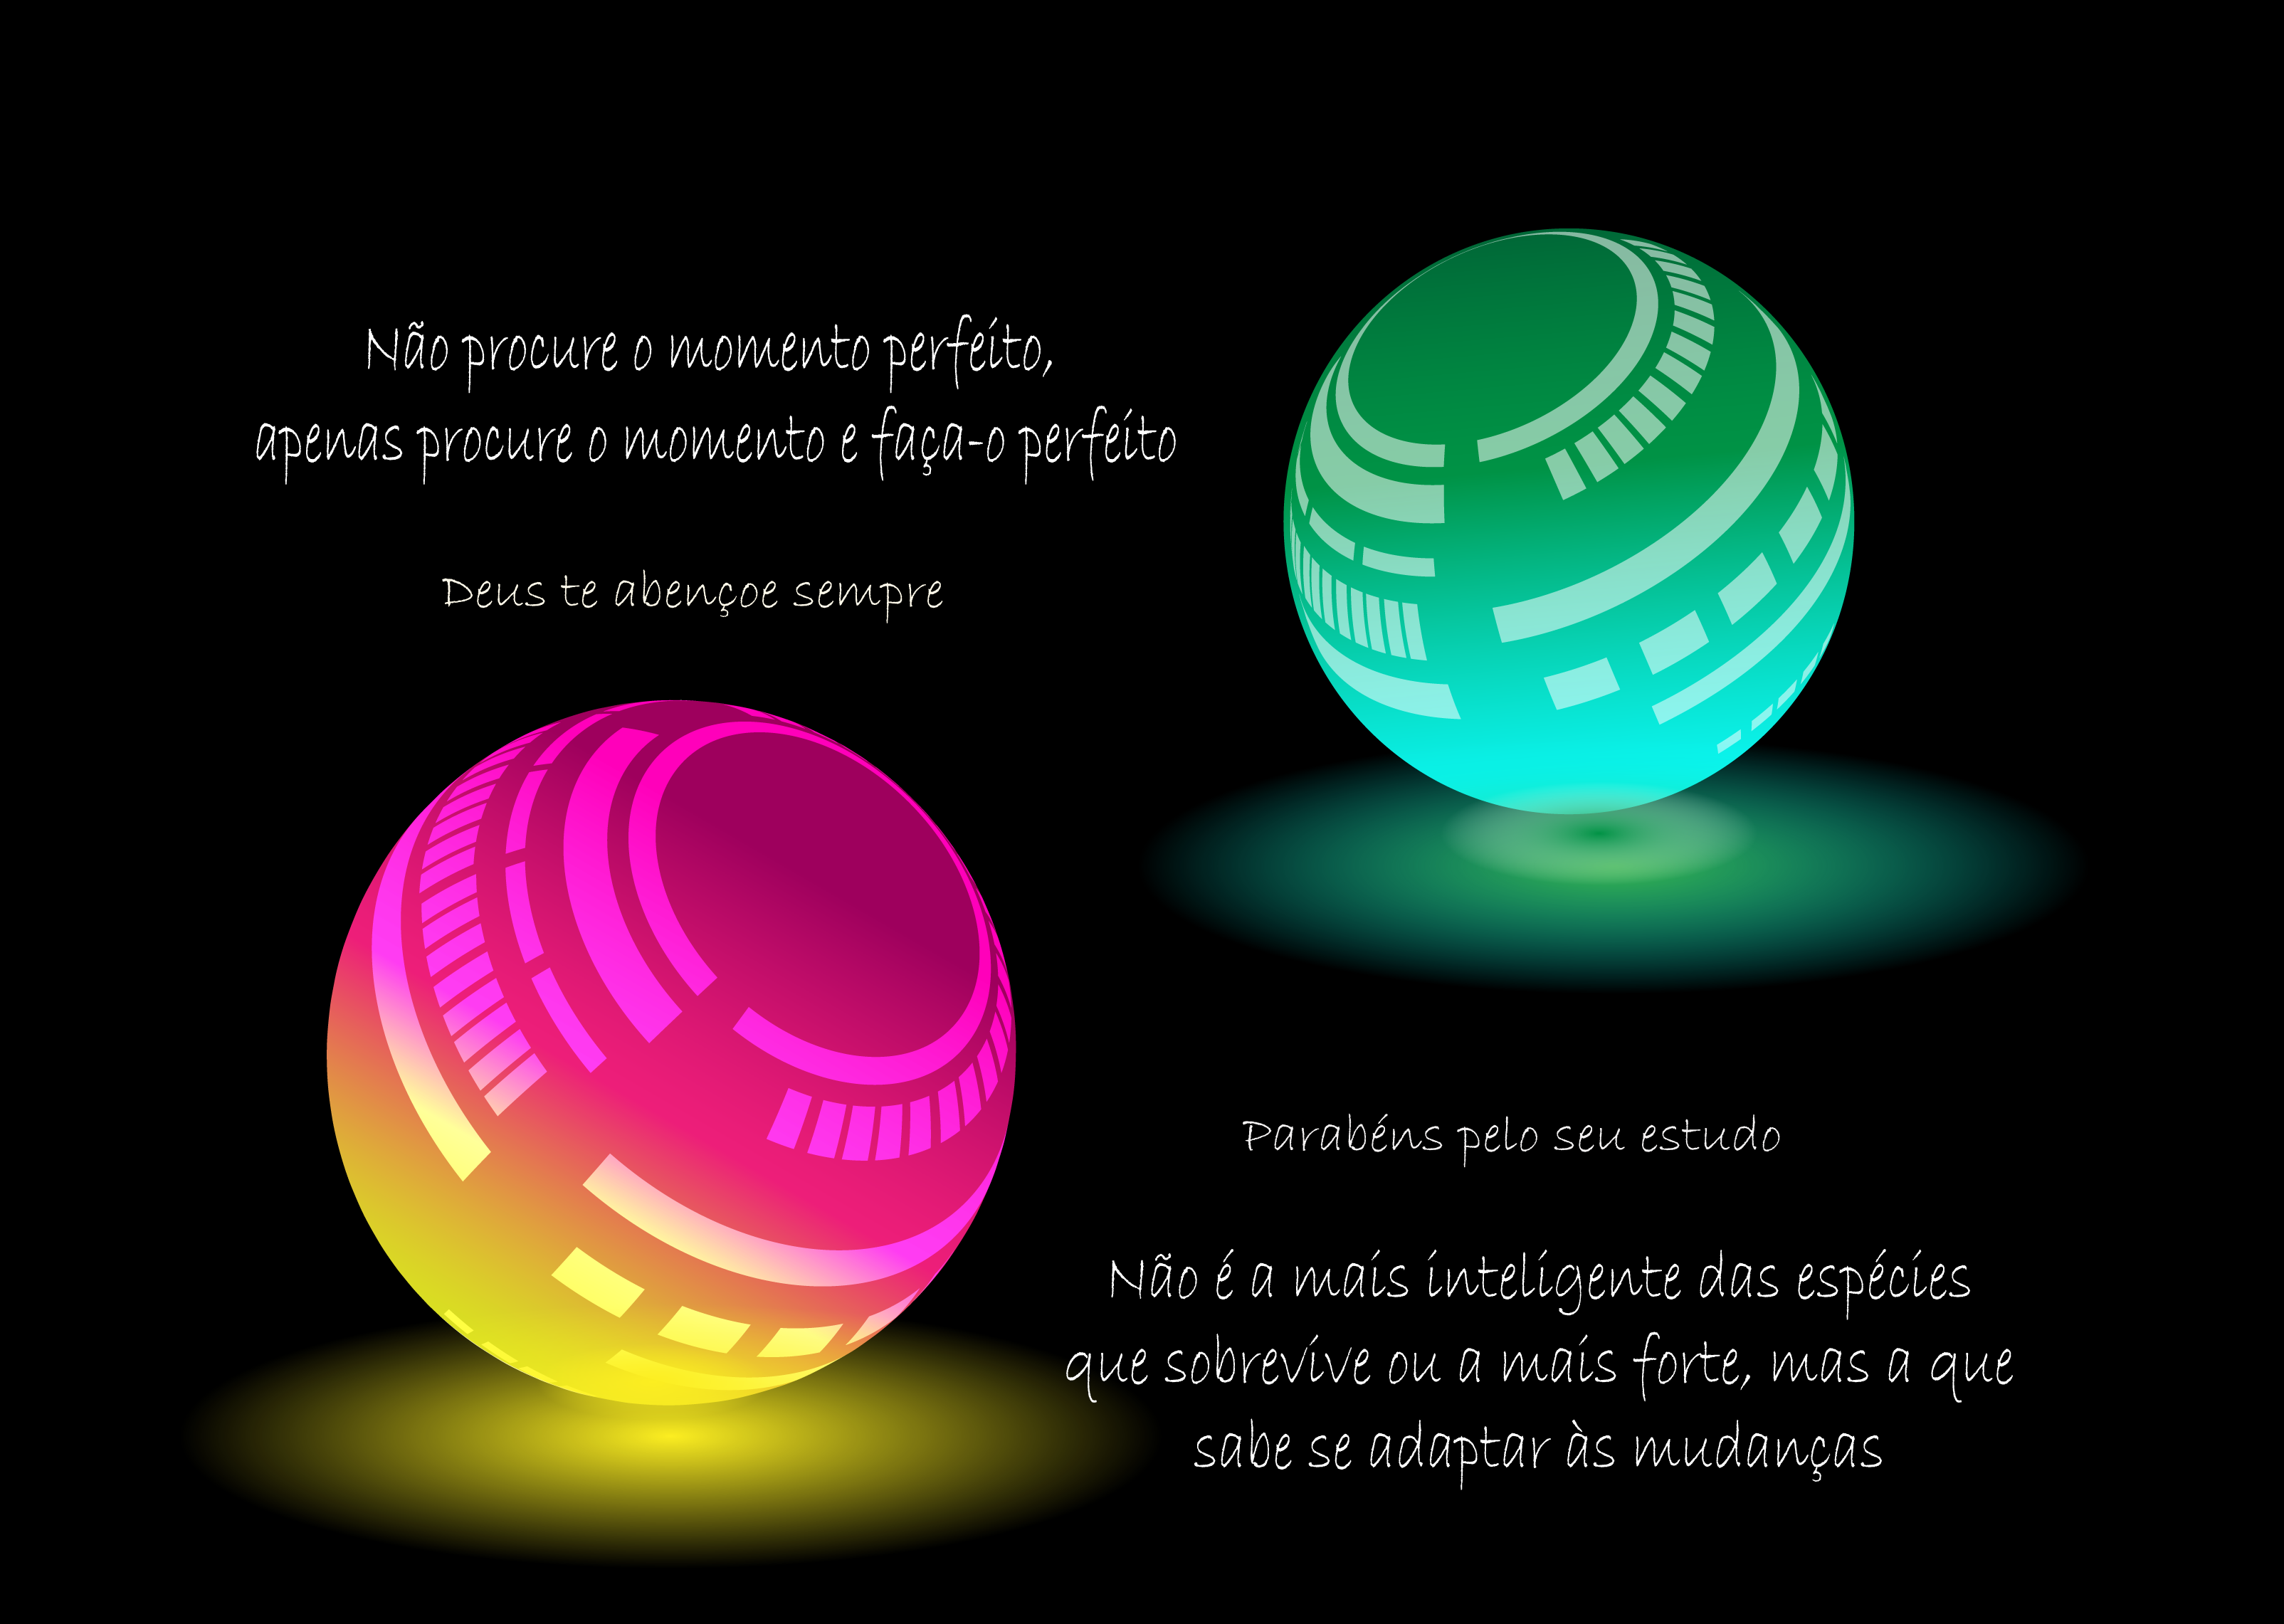 Não procure o momento perfeito,
apenas procure o momento e faça-o perfeito
Deus te abençoe sempre
Parabéns pelo seu estudo
Não é a mais inteligente das espécies
que sobrevive ou a mais forte, mas a que
sabe se adaptar às mudanças